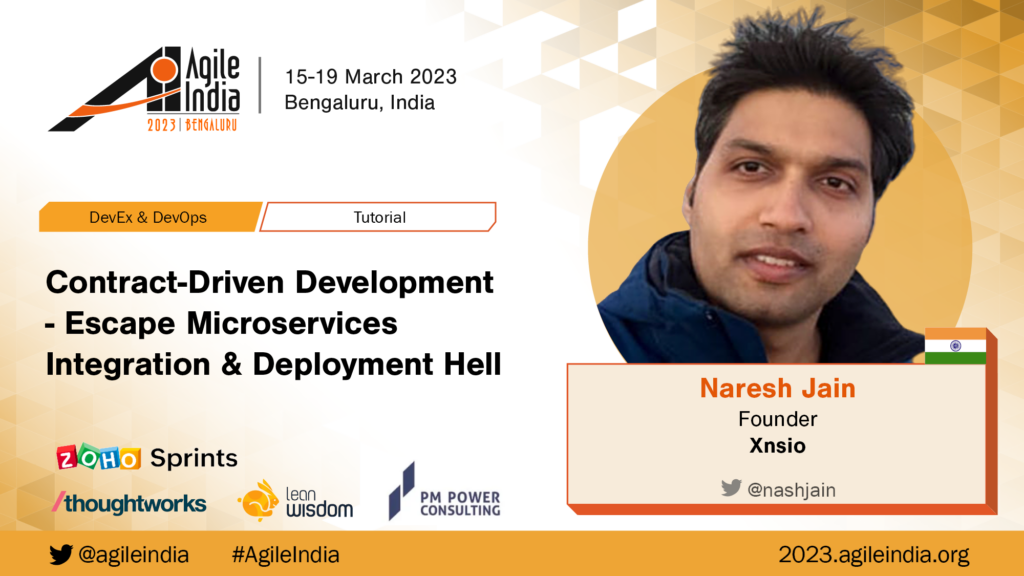 Agile
India
2023 | BENGALURU
15-19 March 2023
Bengaluru, India
DevEx & DevOps
Tutorial
Contract-Driven Development
- Escape Microservices
Integration & Deployment Hell
Naresh Jain
Founder
Xnsio
@nashjain
ZOHO Sprints
/thoughtworks
lean
wisdom
PM POWER
CONSULTING
@agileindia
#AgileIndia
2023.agileindia.org